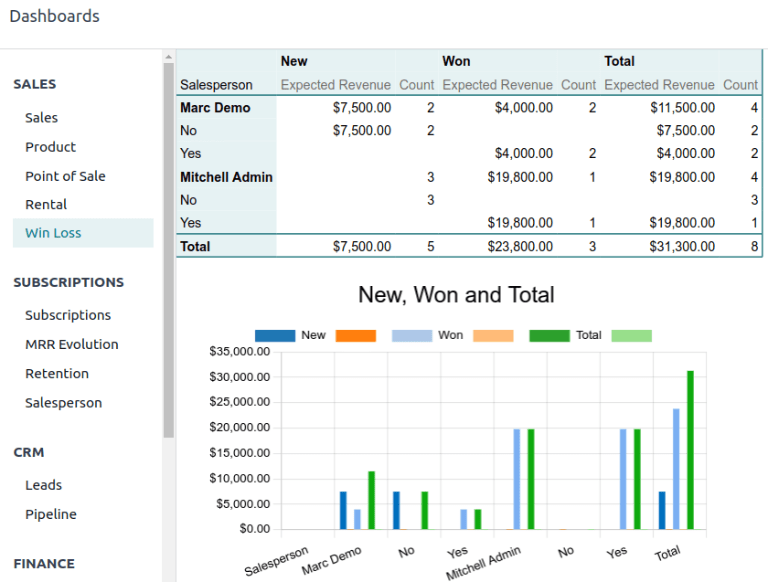 Dashboards
SALES
Sales
Product
Point of Sale
Rental
Win Loss
SUBSCRIPTIONS
Subscriptions
MRR Evolution
Retention
Salesperson
CRM
Leads
Pipeline
FINANCE
New Won Total
Salesperson Expected Revenue Count Expected Revenue Count Expected Revenue Count
Marc Demo $7,500.00 2 $4,000.00 2 $11,500.00 4
No $7,500.00 2 $7,500.00 2
Yes $4,000.00 2 $4,000.00 2
Mitchell Admin 3 $19,800.00 1 $19,800.00 4
No 3 3
Yes $19,800.00 1 $19,800.00 1
Total $7,500.00 5 $23,800.00 3 $31,300.00 8
New, Won and Total
New Won Total
$35,000.00
$30,000.00
$25,000.00
$20,000.00
$15,000.00
$10,000.00
$5,000.00
$0.00
Salesperson Marc Demo No Yes Mitchell Admin No Yes Total